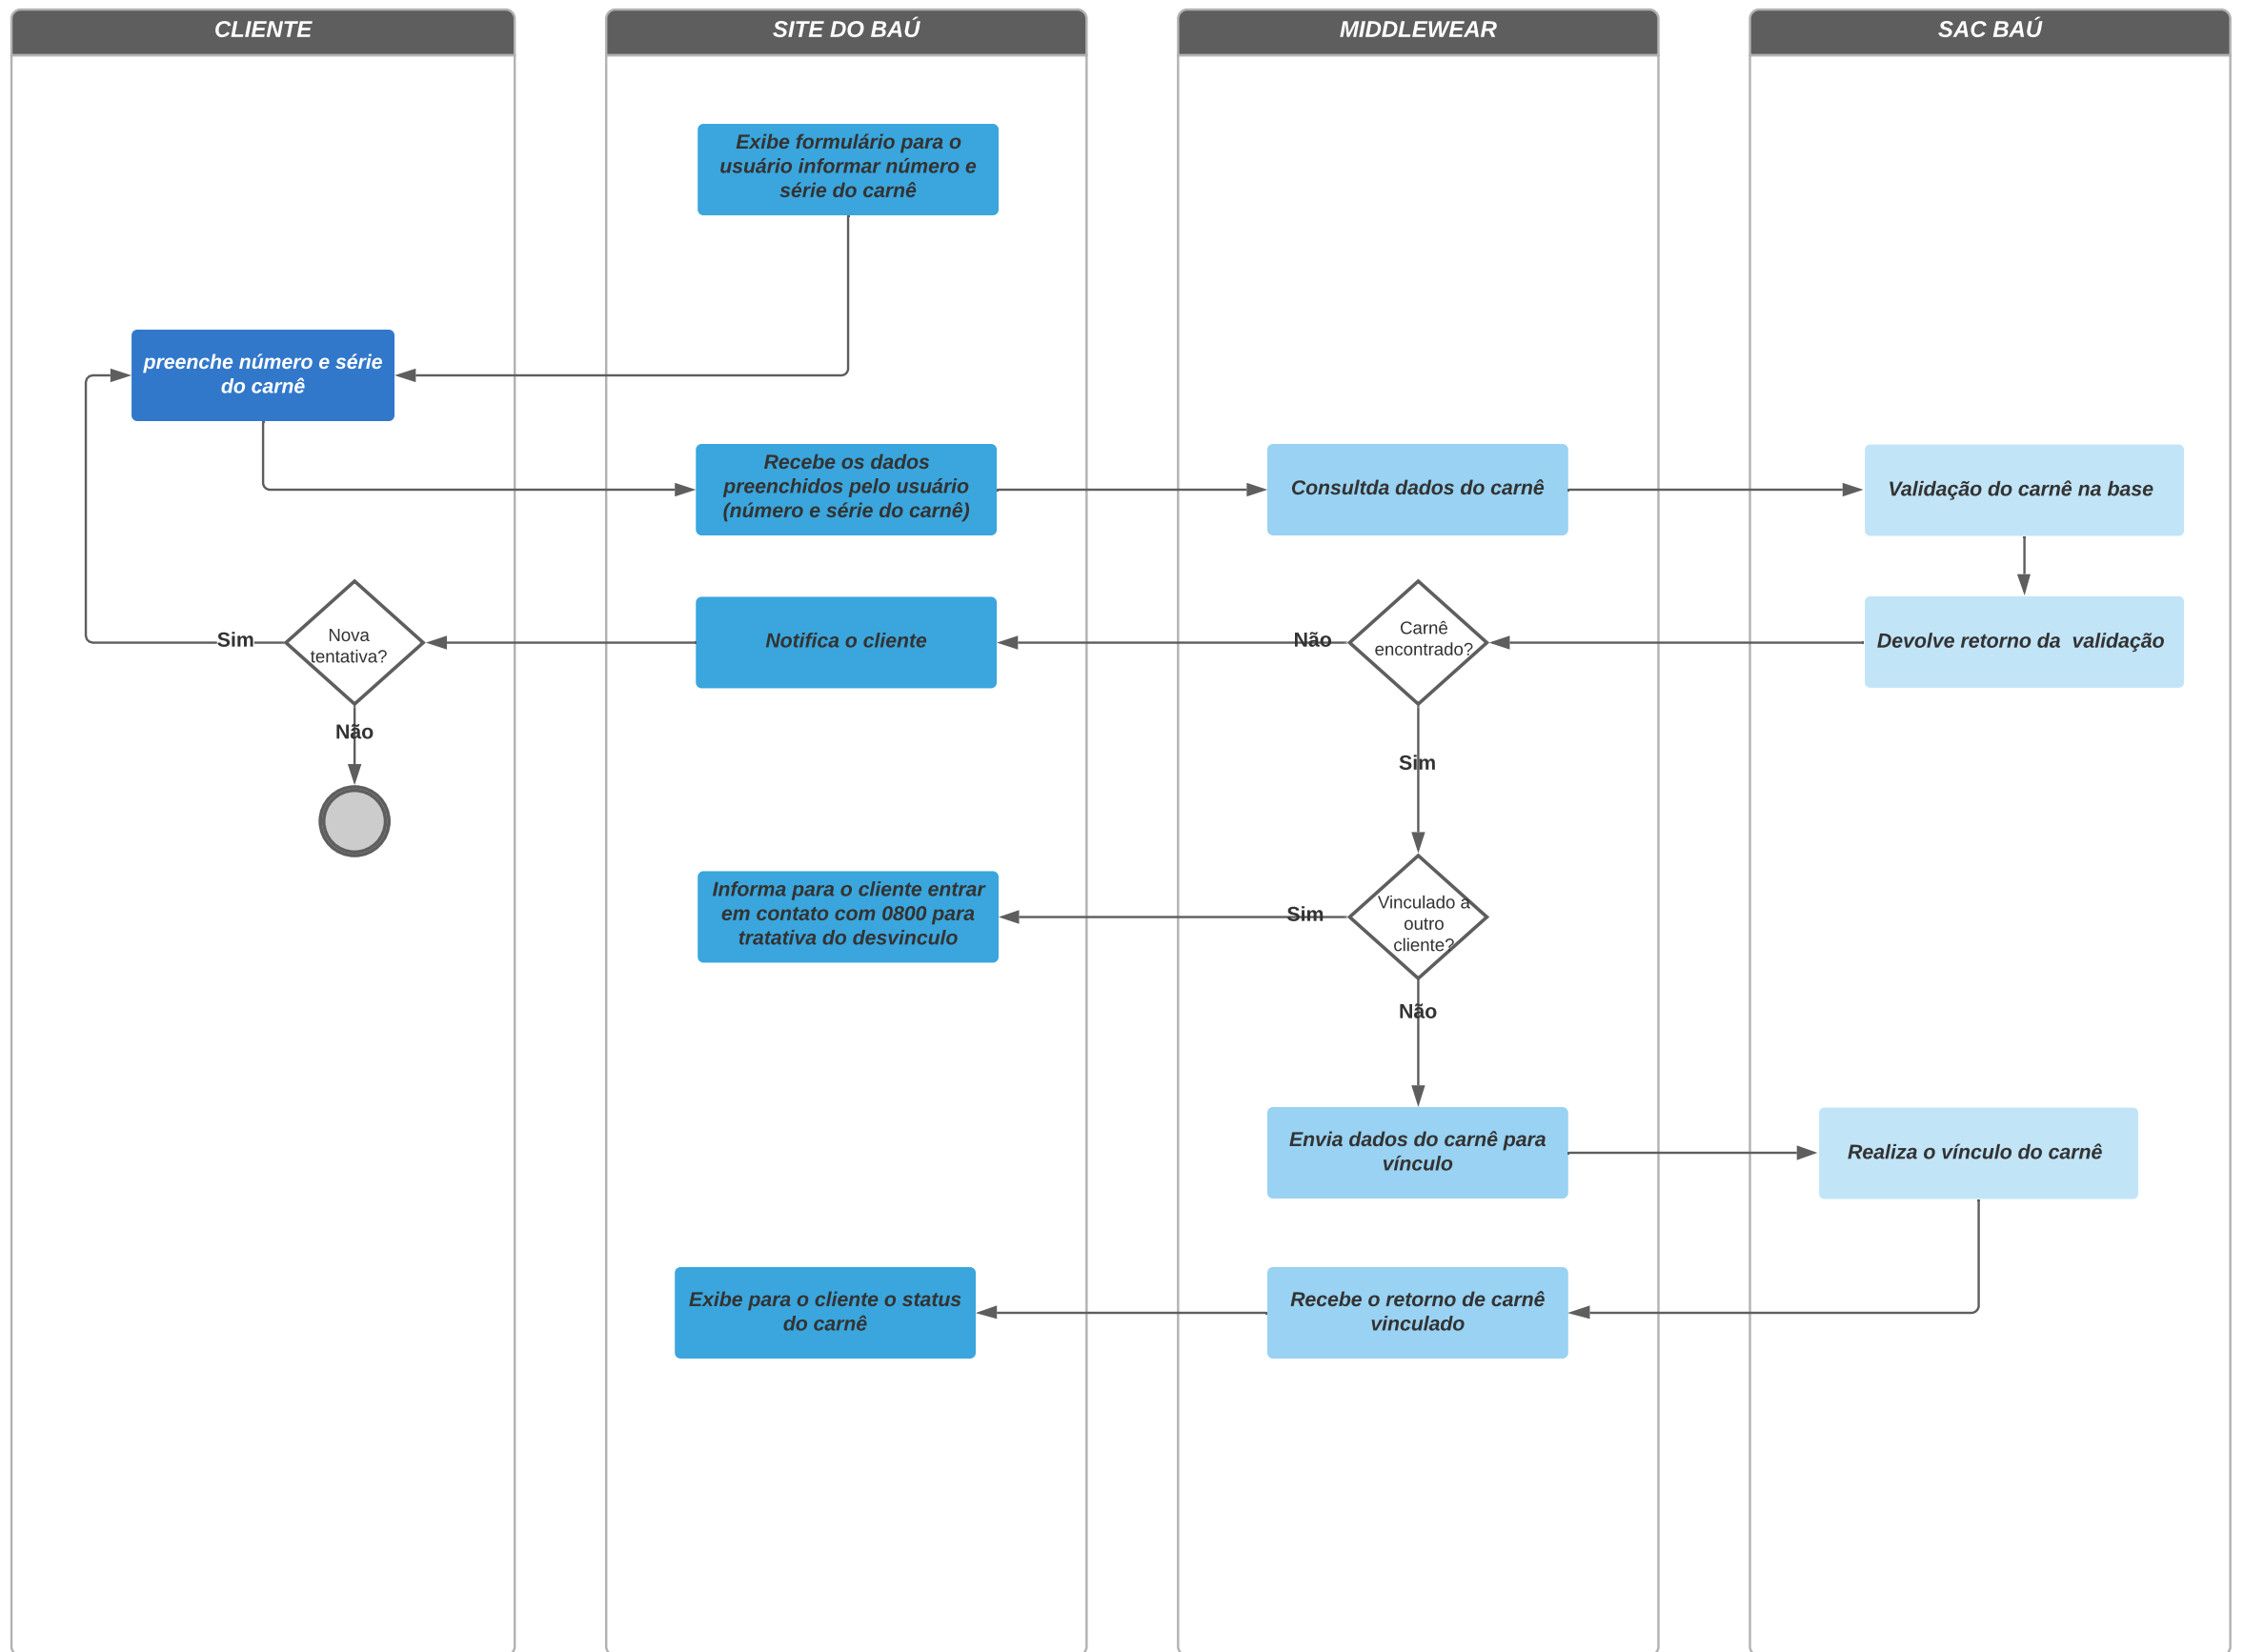 CLIENTE
SITE DO BAÚ
MIDDLEWEAR
SAC BAÚ
Exibe formulário para o
usuário informar número e
série do carnê
preenche número e série
do carnê
Recebe os dados
preenchidos pelo usuário
(número e série do carnê)
Consultda dados do carnê
Validação do carnê na base
Sim
Nova
tentativa?
Notifica o cliente
Não
Carnê
encontrado?
Devolve retorno da  validação
Não
Sim
Informa para o cliente entrar
em contato com 0800 para
tratativa do desvinculo
Sim
Vinculado a
outro
cliente?
Não
Envia dados do carnê para
vínculo
Realiza o vínculo do carnê
Exibe para o cliente o status
do carnê
Recebe o retorno de carnê
vinculado